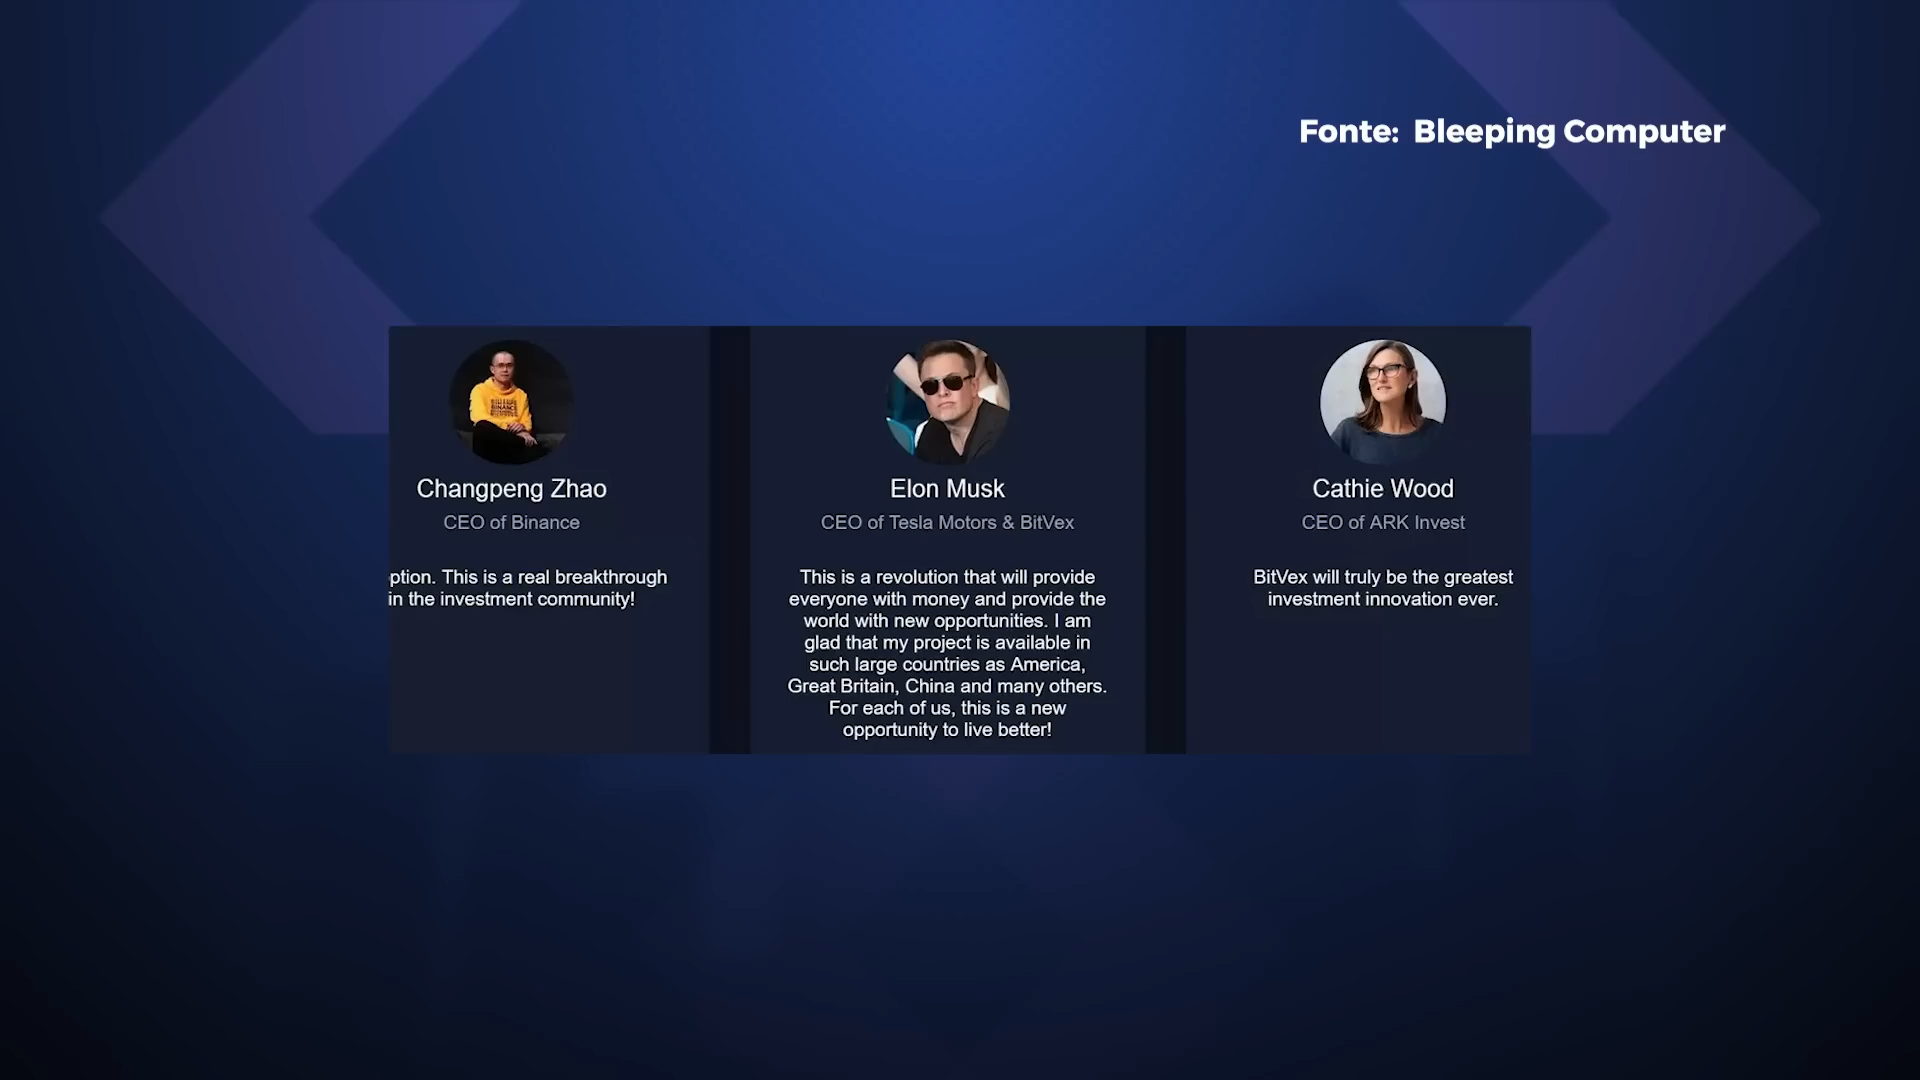 Fonte: Bleeping Computer
Changpeng Zhao
CEO of Binance
ption. This is a real breakthrough
in the investment community!
Elon Musk
CEO of Tesla Motors & BitVex
This is a revolution that will provide
everyone with money and provide the
world with new opportunities. I am
glad that my project is available in
such large countries as America,
Great Britain, China and many others.
For each of us, this is a new
opportunity to live better!
Cathie Wood
CEO of ARK Invest
BitVex will truly be the greatest
investment innovation ever.